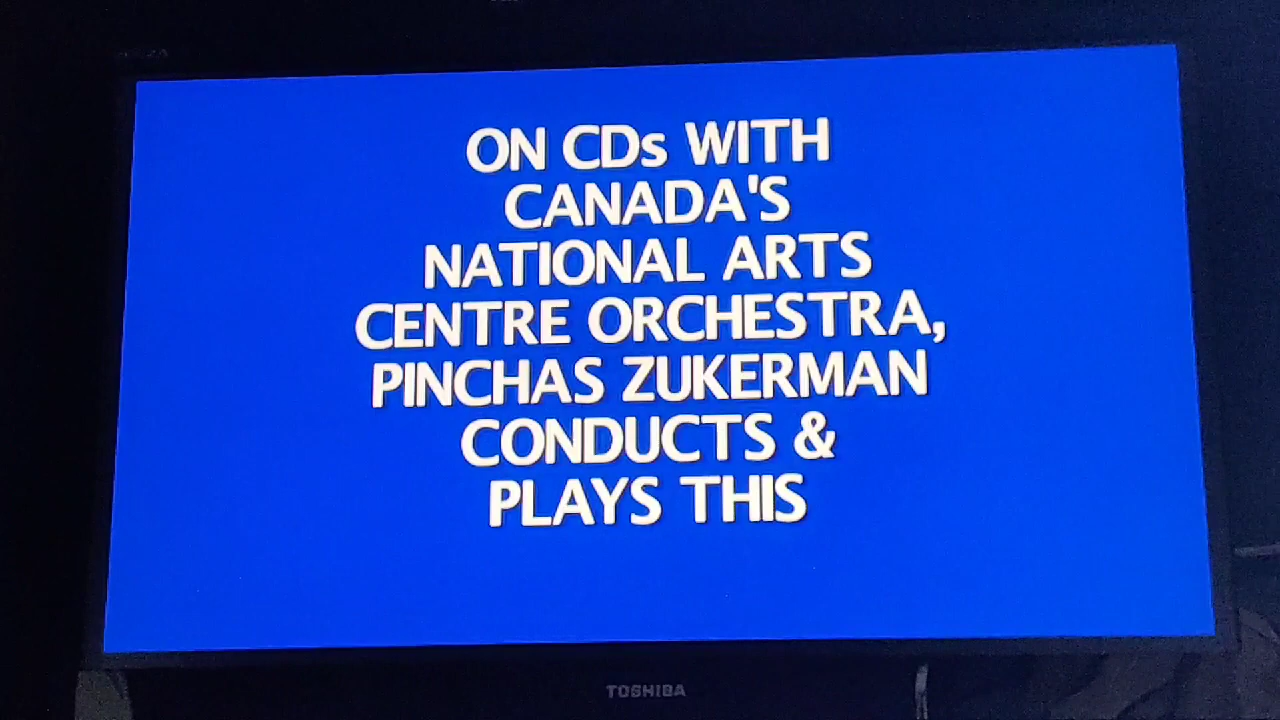 ON CDs WITH
CANADA'S
NATIONAL ARTS
CENTRE ORCHESTRA,
PINCHAS ZUKERMAN
CONDUCTS &
PLAYS THIS
TOSHIBA